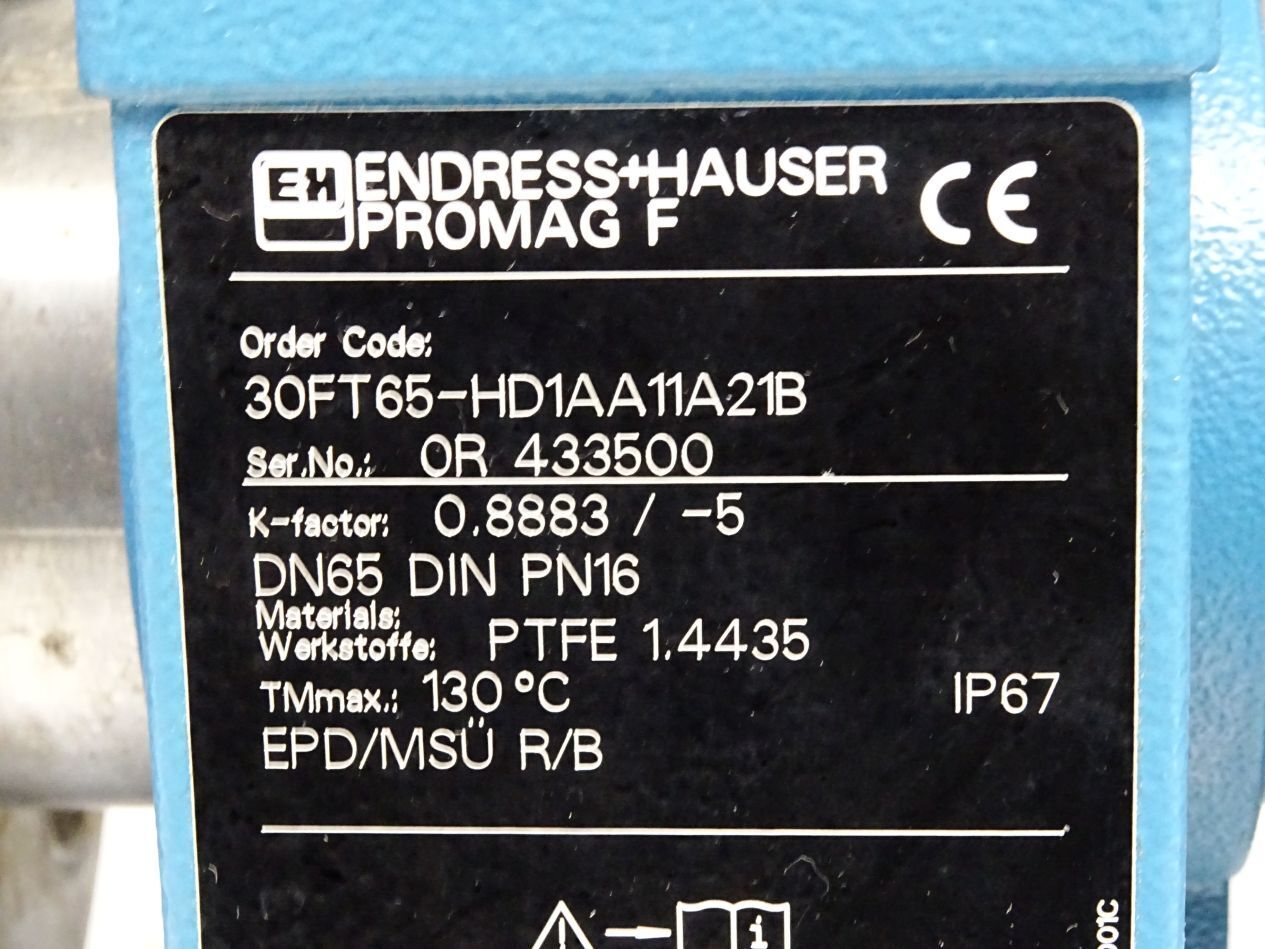 EH ENDRESS+HAUSER
PROMAG F
CE
Order Code:
30FT65-HD1AA11A21B
Ser.No.: 0R 433500
K-factor: 0.8883 / -5
DN65 DIN PN16
Materials:
Werkstoffe: PTFE 1.4435
TMmax.: 130 °C IP67
EPD/MSÜ R/B
i